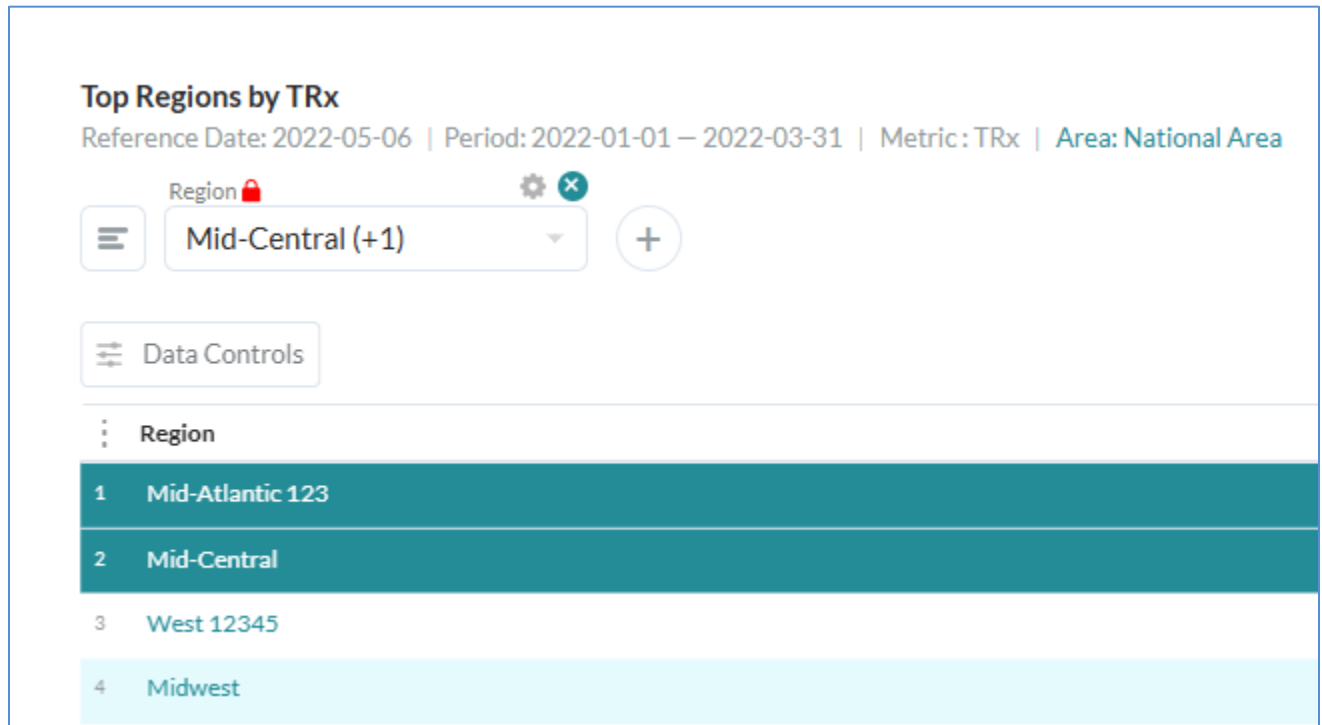 Top Regions by TRx
Reference Date: 2022-05-06 | Period: 2022-01-01 — 2022-03-31 | Metric : TRx | Area: National Area
Region
Mid-Central (+1)
Data Controls
Region
1 Mid-Atlantic 123
2 Mid-Central
3 West 12345
4 Midwest